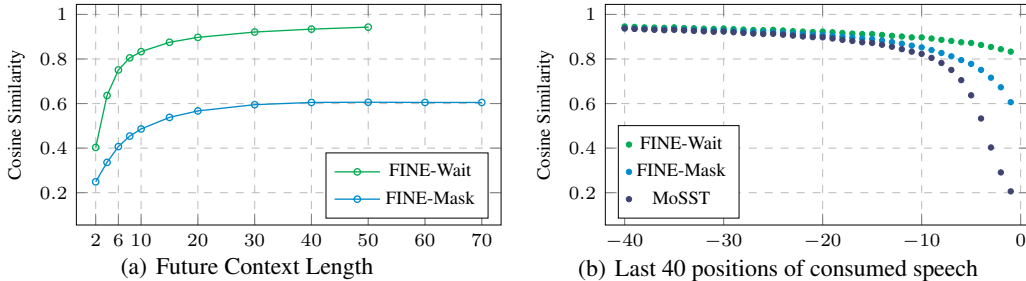 1
0.8
0.6
0.4
0.2
Cosine Similarity
FINE-Wait
FINE-Mask
2 6 10 20 30 40 50 60 70
(a) Future Context Length
1
0.8
0.6
0.4
0.2
Cosine Similarity
FINE-Wait
FINE-Mask
MoSST
−40 −30 −20 −10 0
(b) Last 40 positions of consumed speech